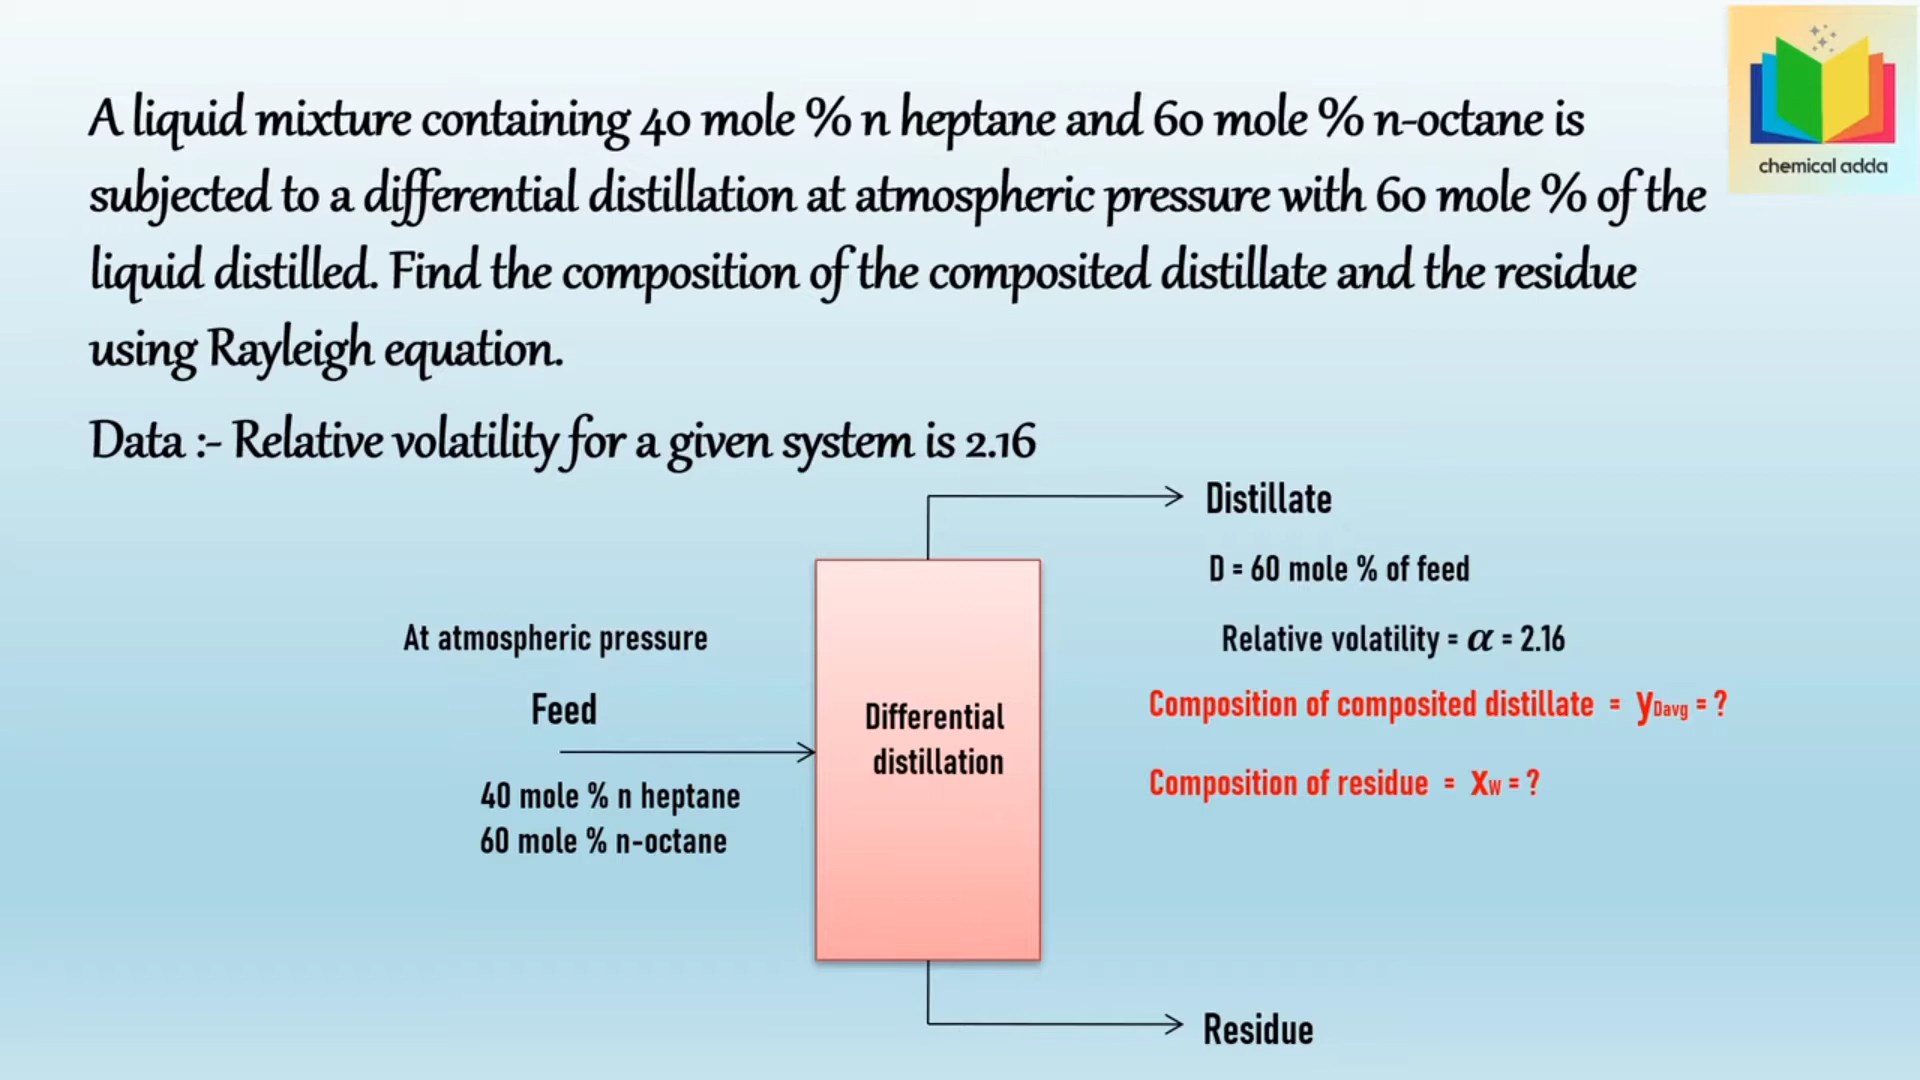 A liquid mixture containing 40 mole % n heptane and 60 mole % n-octane is
subjected to a differential distillation at atmospheric pressure with 60 mole % of the
liquid distilled. Find the composition of the composited distillate and the residue
using Rayleigh equation.
Data :- Relative volatility for a given system is 2.16
chemical adda
Distillate
D = 60 mole % of feed
Relative volatility = α = 2.16
Composition of composited distillate = yDavg = ?
Composition of residue = xW = ?
At atmospheric pressure
Feed
40 mole % n heptane
60 mole % n-octane
Differential
distillation
Residue